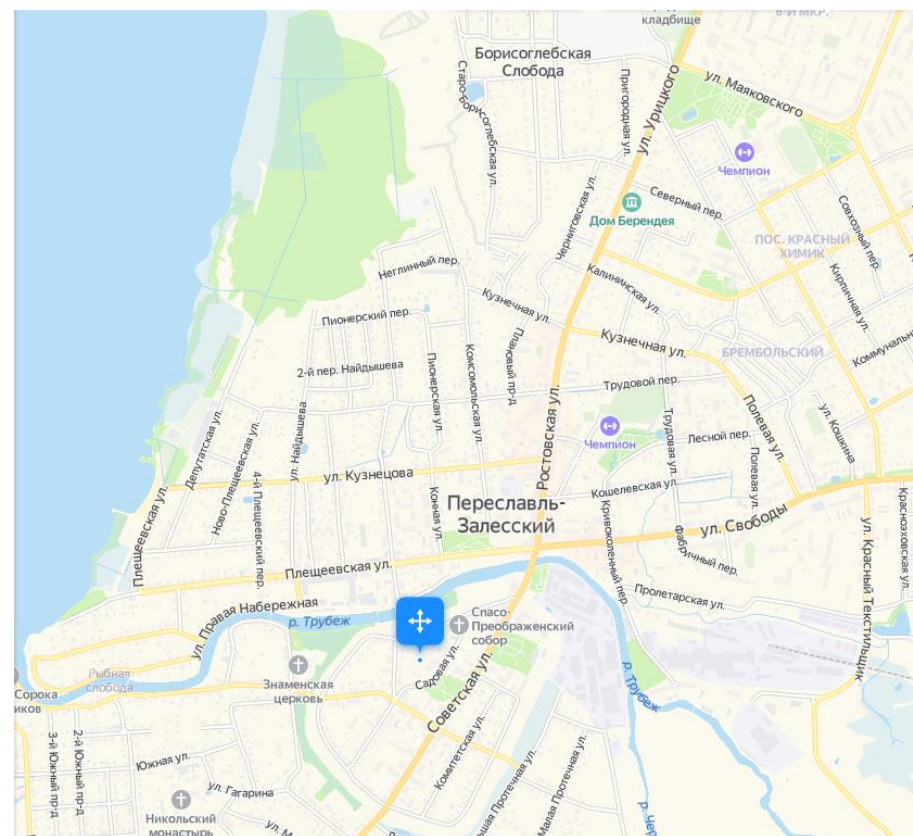 кладбище
6-й МКР.
Борисоглебская
Слобода
ул. Маяковского
Старо-Борисоглебская ул.
Пригородная ул.
ул. Урицкого
Чемпион
Северный пер.
Дом Берендея
Черниговская ул.
Совхозный пер.
ПОС. КРАСНЫЙ
ХИМИК
Неглинный пер.
Калининская ул.
Кирпичная ул.
Кузнечная ул.
Пионерский пер.
Кузнечная ул.
БРЕМБОЛЬСКИЙ
Пионерская ул.
Комсомольская ул.
2-й пер. Найдышева
Трудовой пер.
Ростовская ул.
Полевая ул.
Депутатская ул.
ул. Найдышева
Ново-Плещеевская ул.
Чемпион
Трудовая ул.
Лесной пер.
Полевая ул.
ул. Кошкина
ул. Кузнецова
4-й Плещеевский пер.
Конная ул.
Кошелевская ул.
Переславль-
Залесский
Плещеевская ул.
ул. Свободы
Кривоколенный пер.
Фабричный пер.
Красноэховская ул.
ул. Красный Текстильщик
Плещеевская ул.
Пролетарская ул.
ул. Правая Набережная
р. Трубеж
Спасо-
Преображенский
собор
Рыбная
слобода
Знаменская
церковь
Садовая ул.
Советская ул.
р. Трубеж
Сорока
иков
3-й Южный пр-д
2-й Южный пр-д
Южная ул.
Комитетская ул.
ул. Гагарина
Никольский
монастырь
Малая Протечная ул.